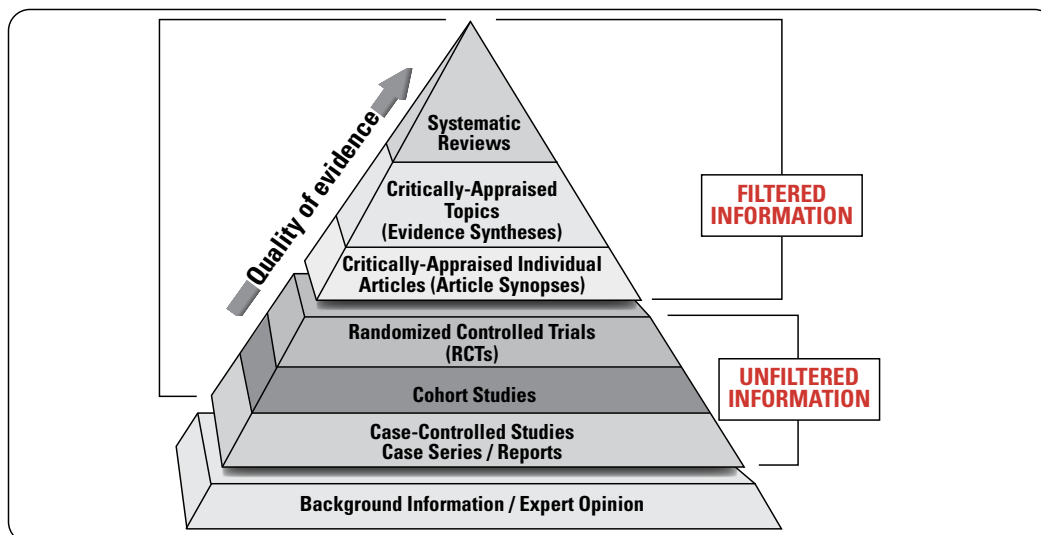 Quality of evidence
Systematic
Reviews
Critically-Appraised
Topics
(Evidence Syntheses)
Critically-Appraised Individual
Articles (Article Synopses)
FILTERED
INFORMATION
Randomized Controlled Trials
(RCTs)
Cohort Studies
Case-Controlled Studies
Case Series / Reports
UNFILTERED
INFORMATION
Background Information / Expert Opinion